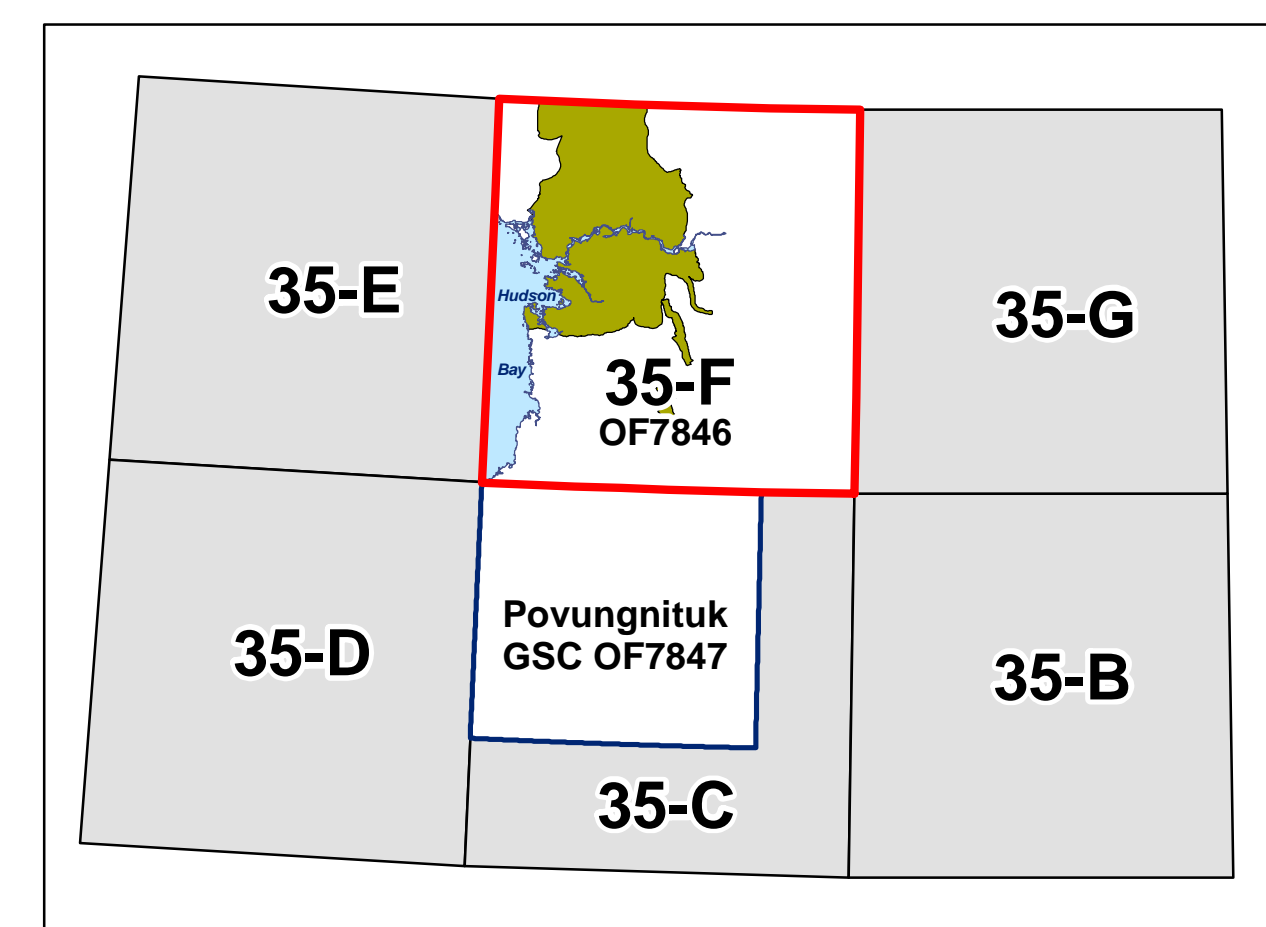 35-E
Hudson
Bay
35-F
OF7846
35-G
35-D
Povungnituk
GSC OF7847
35-C
35-B